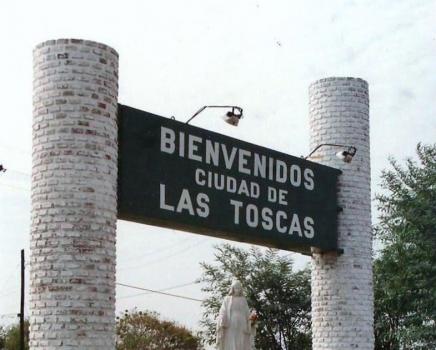 BIENVENIDOS
CIUDAD DE
LAS TOSCAS